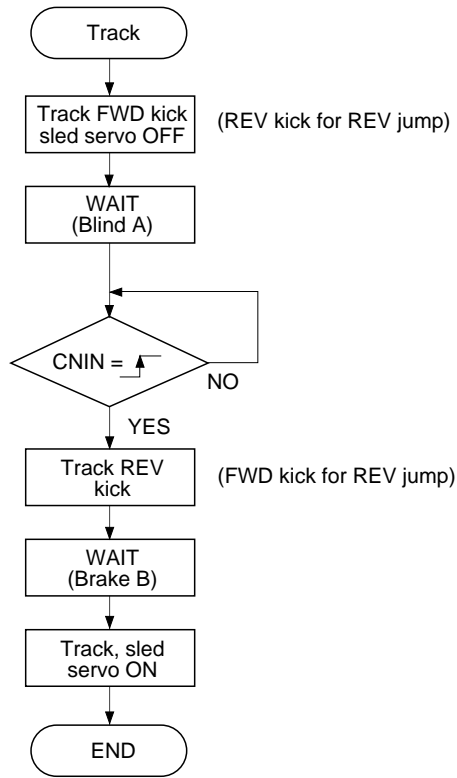 Track
Track FWD kick
sled servo OFF
(REV kick for REV jump)
WAIT
(Blind A)
CNIN =
NO
YES
Track REV
kick
(FWD kick for REV jump)
WAIT
(Brake B)
Track, sled
servo ON
END